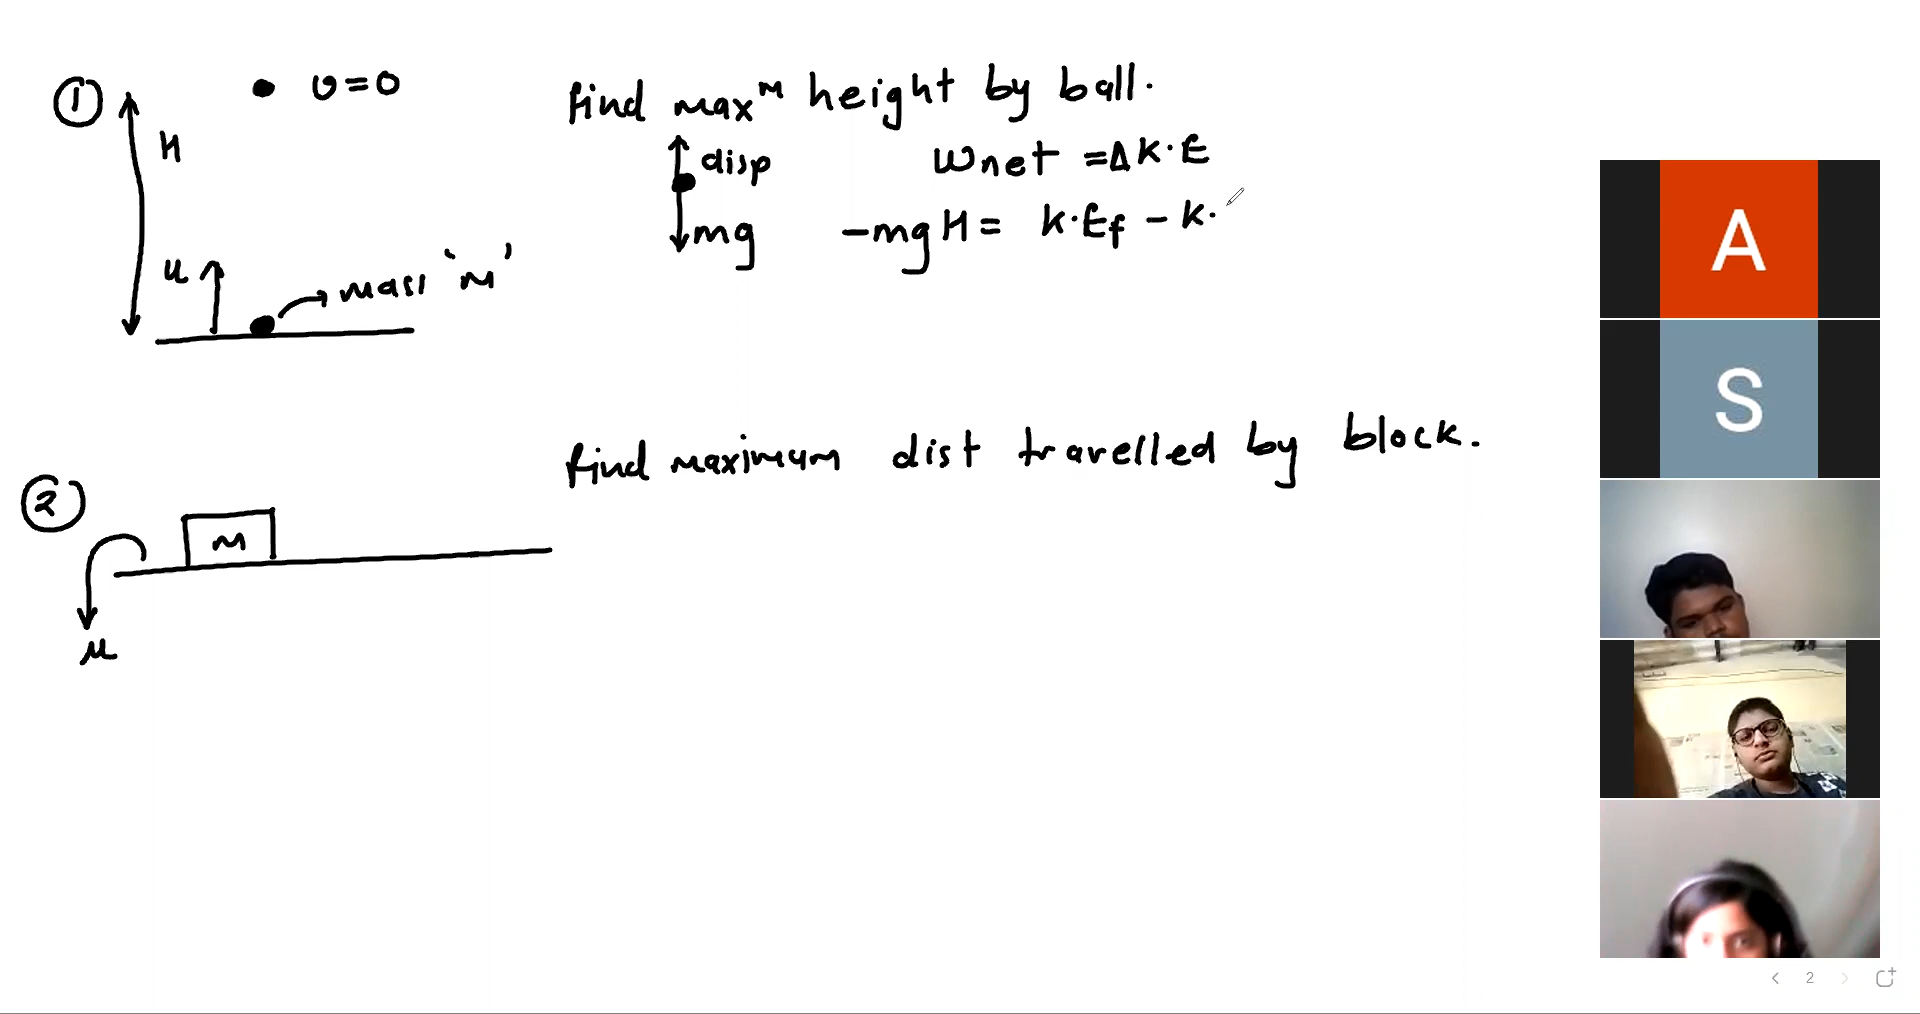 ① v=0
find maxᵐ height by ball.
H
disp
Wnet = ΔK.E
mg
-mgH = K.Ef - K.
u
mass 'm'
find maximum dist travelled by block.
②
m
μ
A
S
2